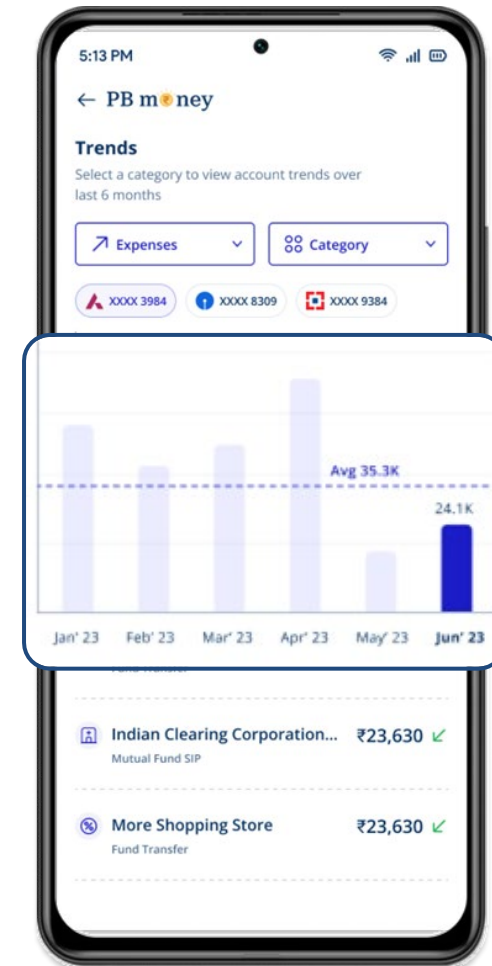 5:13 PM
← PB money
Trends
Select a category to view account trends over
last 6 months
Expenses
Category
XXXX 3984
XXXX 8309
XXXX 9384
Avg 35.3K
24.1K
Jan' 23
Feb' 23
Mar' 23
Apr' 23
May' 23
Jun' 23
Fund Transfer
Indian Clearing Corporation... ₹23,630
Mutual Fund SIP
More Shopping Store ₹23,630
Fund Transfer